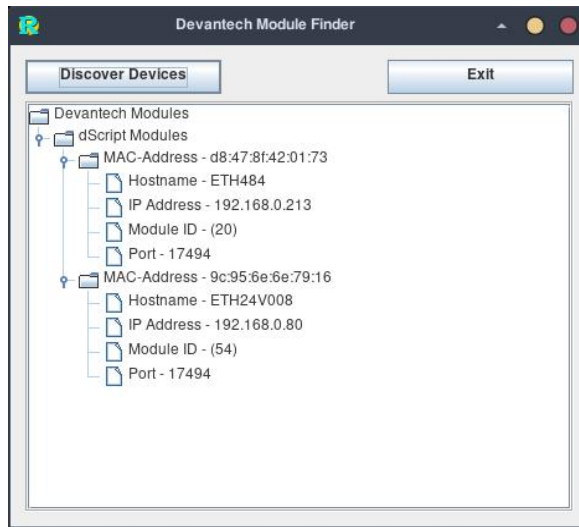 Devantech Module Finder
Discover Devices
Exit
Devantech Modules
dScript Modules
MAC-Address - d8:47:8f:42:01:73
Hostname - ETH484
IP Address - 192.168.0.213
Module ID - (20)
Port - 17494
MAC-Address - 9c:95:6e:6e:79:16
Hostname - ETH24V008
IP Address - 192.168.0.80
Module ID - (54)
Port - 17494